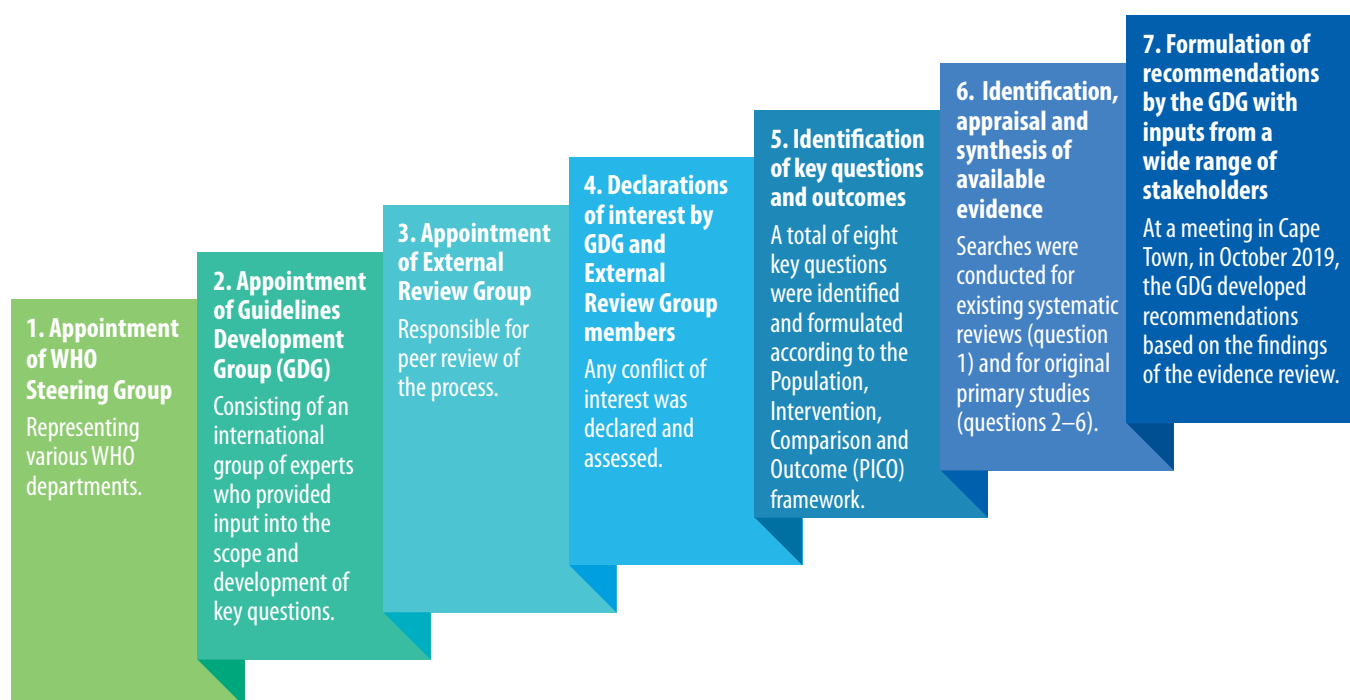 1. Appointment
of WHO
Steering Group
Representing
various WHO
departments.
2. Appointment
of Guidelines
Development
Group (GDG)
Consisting of an
international
group of experts
who provided
input into the
scope and
development of
key questions.
3. Appointment
of External
Review Group
Responsible for
peer review of
the process.
4. Declarations
of interest by
GDG and
External
Review Group
members
Any conflict of
interest was
declared and
assessed.
5. Identification
of key questions
and outcomes
A total of eight
key questions
were identified
and formulated
according to the
Population,
Intervention,
Comparison and
Outcome (PICO)
framework.
6. Identification,
appraisal and
synthesis of
available
evidence
Searches were
conducted for
existing systematic
reviews (question
1) and for original
primary studies
(questions 2–6).
7. Formulation of
recommendations
by the GDG with
inputs from a
wide range of
stakeholders
At a meeting in Cape
Town, in October 2019,
the GDG developed
recommendations
based on the findings
of the evidence review.